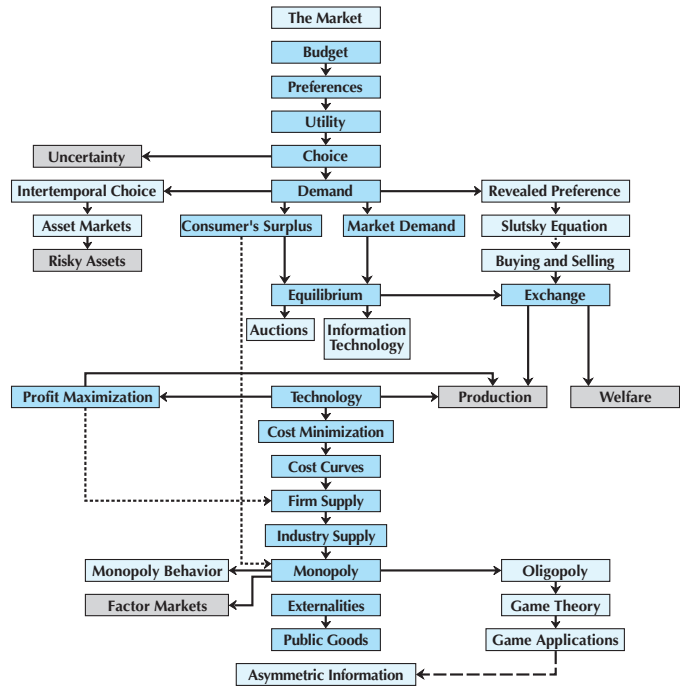 The Market
Budget
Preferences
Utility
Uncertainty
Choice
Intertemporal Choice
Demand
Revealed Preference
Asset Markets
Consumer's Surplus
Market Demand
Slutsky Equation
Risky Assets
Buying and Selling
Equilibrium
Exchange
Auctions
Information
Technology
Profit Maximization
Technology
Production
Welfare
Cost Minimization
Cost Curves
Firm Supply
Industry Supply
Monopoly Behavior
Monopoly
Oligopoly
Factor Markets
Externalities
Game Theory
Public Goods
Game Applications
Asymmetric Information